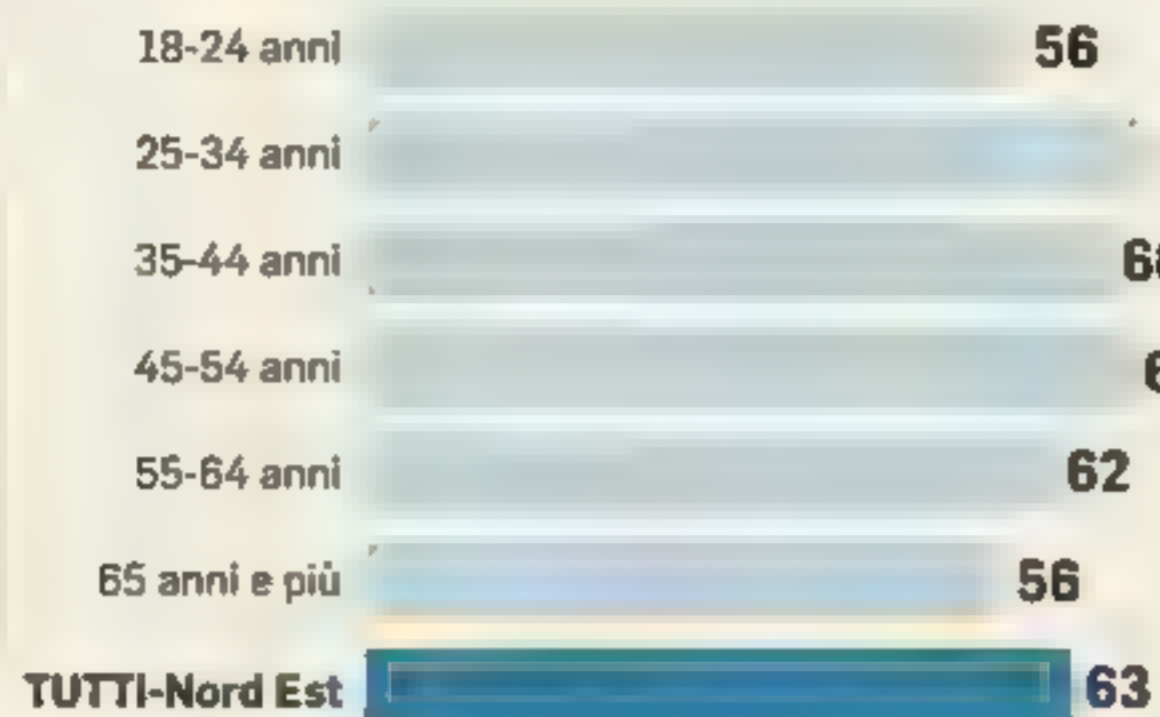 18-24 anni 56
25-34 anni
35-44 anni
45-54 anni
55-64 anni 62
65 anni e più 56
TUTTI-Nord Est 63